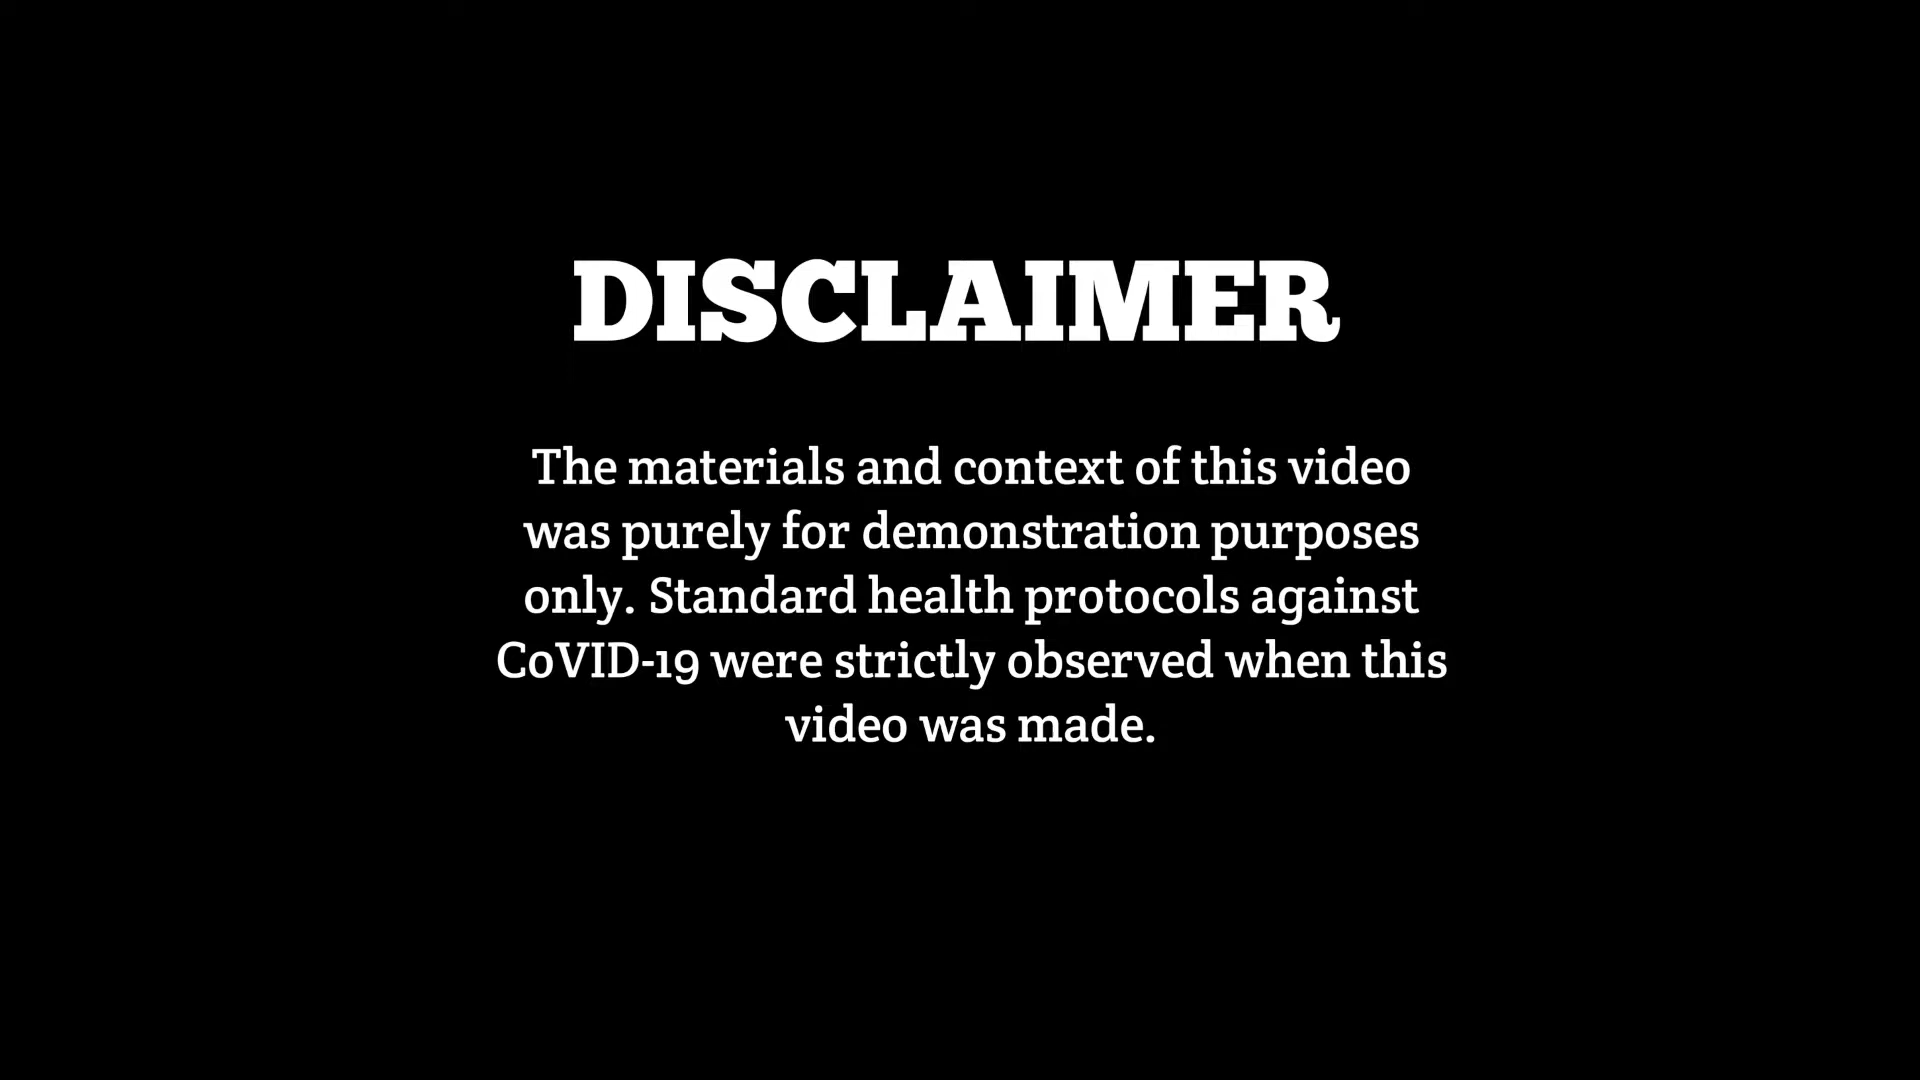 DISCLAIMER
The materials and context of this video
was purely for demonstration purposes
only. Standard health protocols against
CoVID-19 were strictly observed when this
video was made.